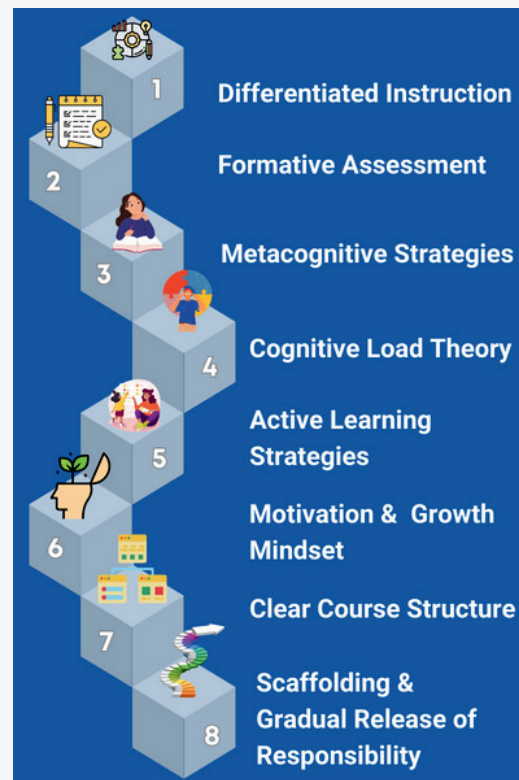 1
Differentiated Instruction
2
Formative Assessment
3
Metacognitive Strategies
4
Cognitive Load Theory
5
Active Learning
Strategies
6
Motivation & Growth
Mindset
7
Clear Course Structure
8
Scaffolding &
Gradual Release of
Responsibility